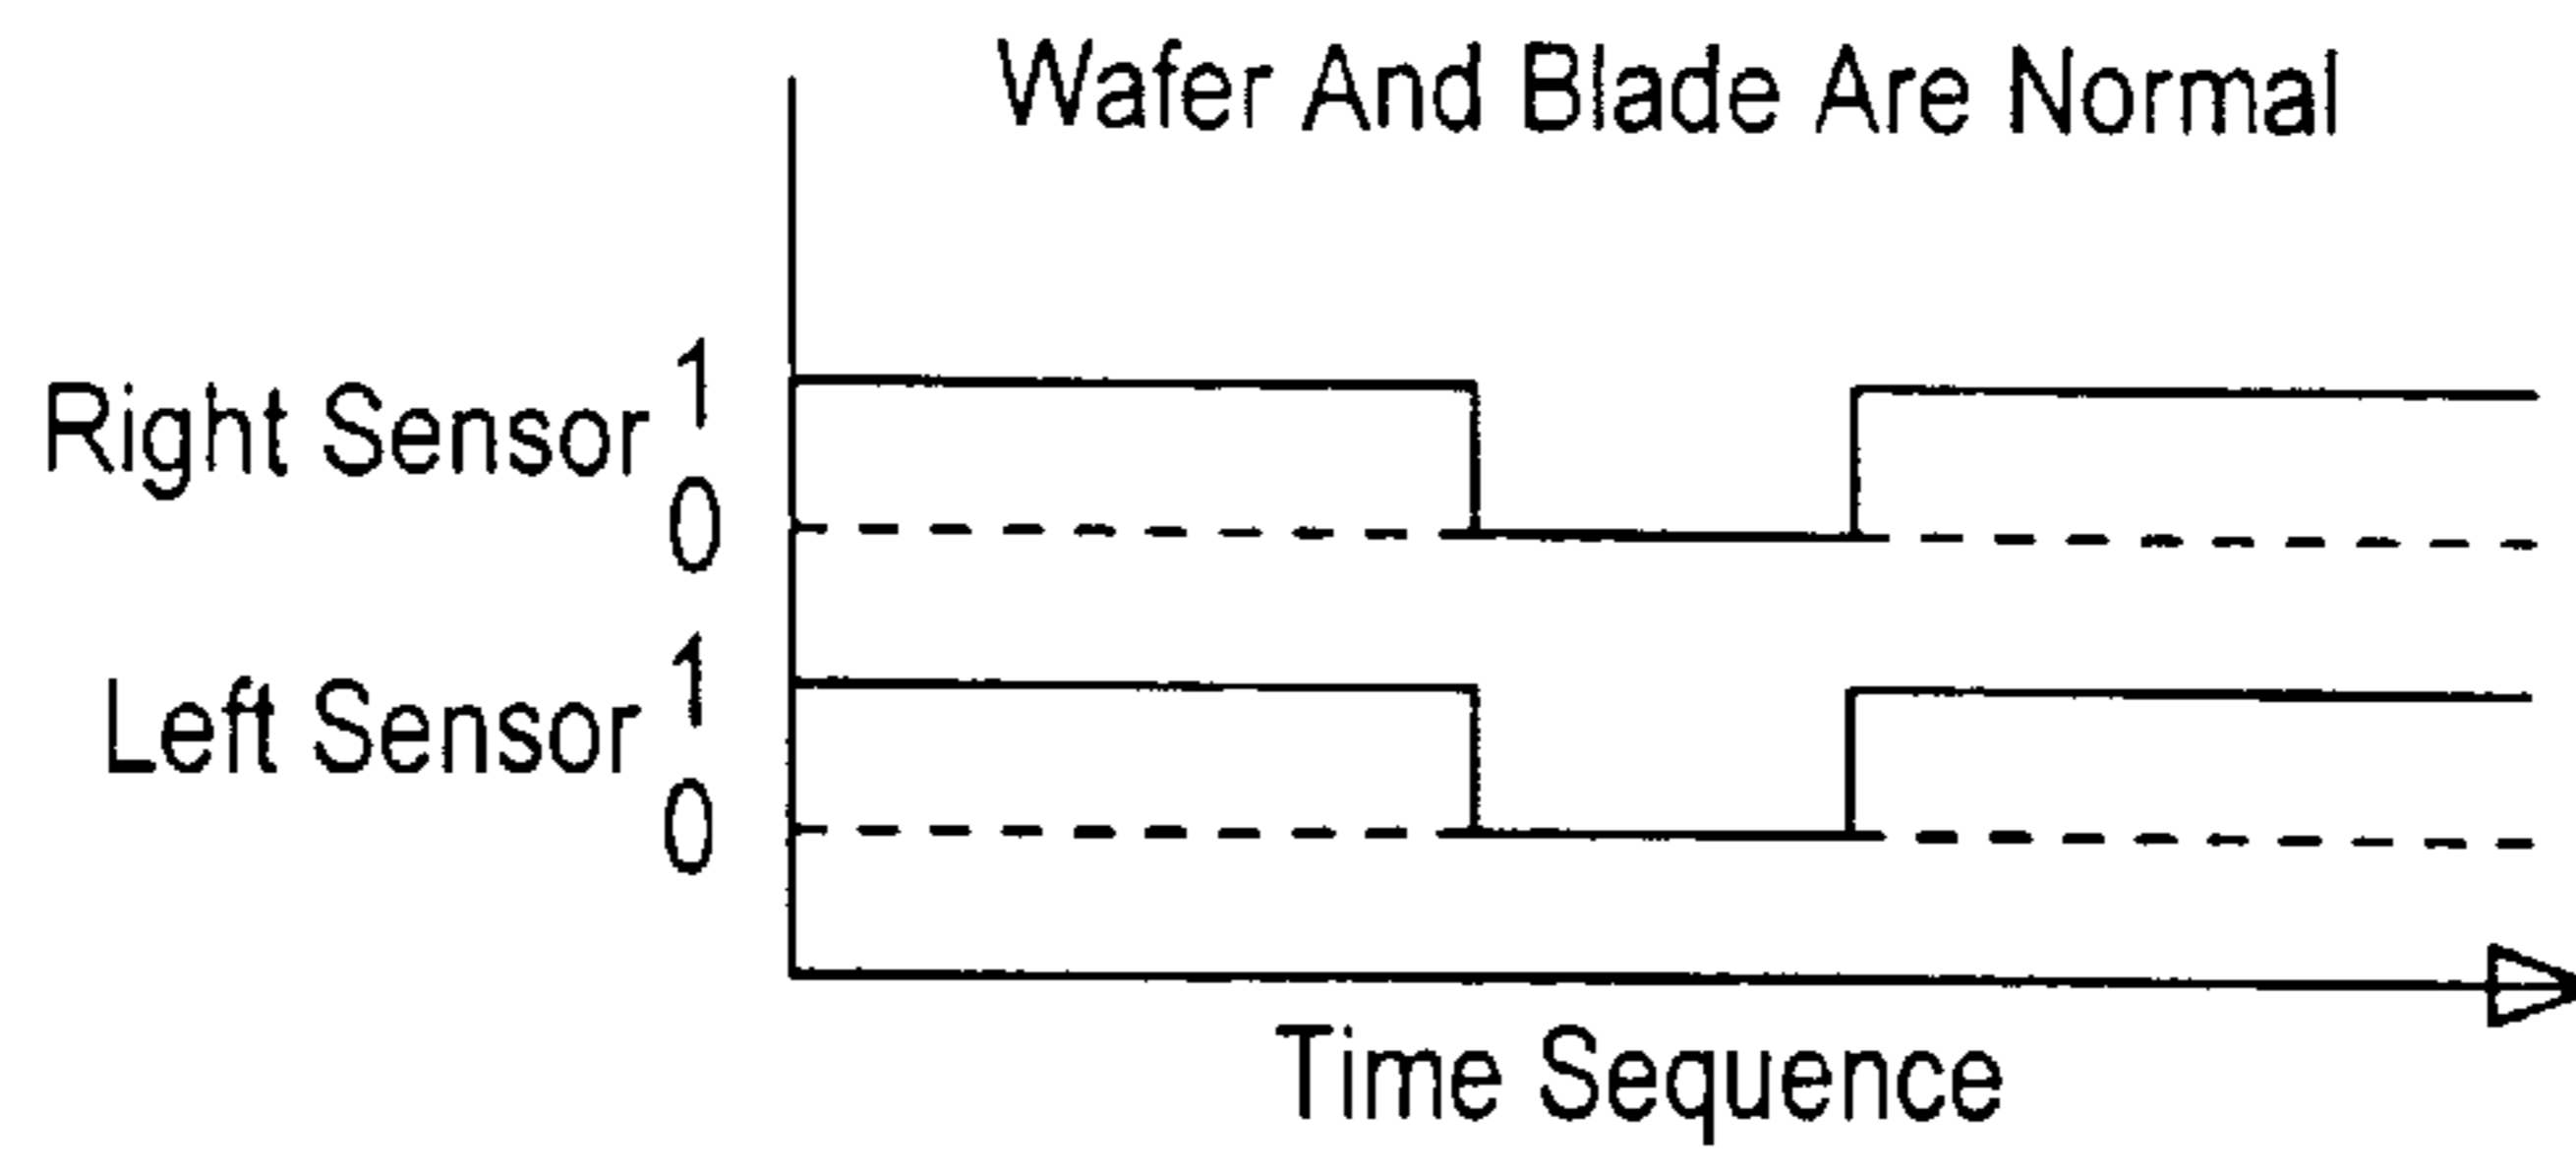 Wafer And Blade Are Normal
1
Right Sensor
0
1
Left Sensor
0
Time Sequence